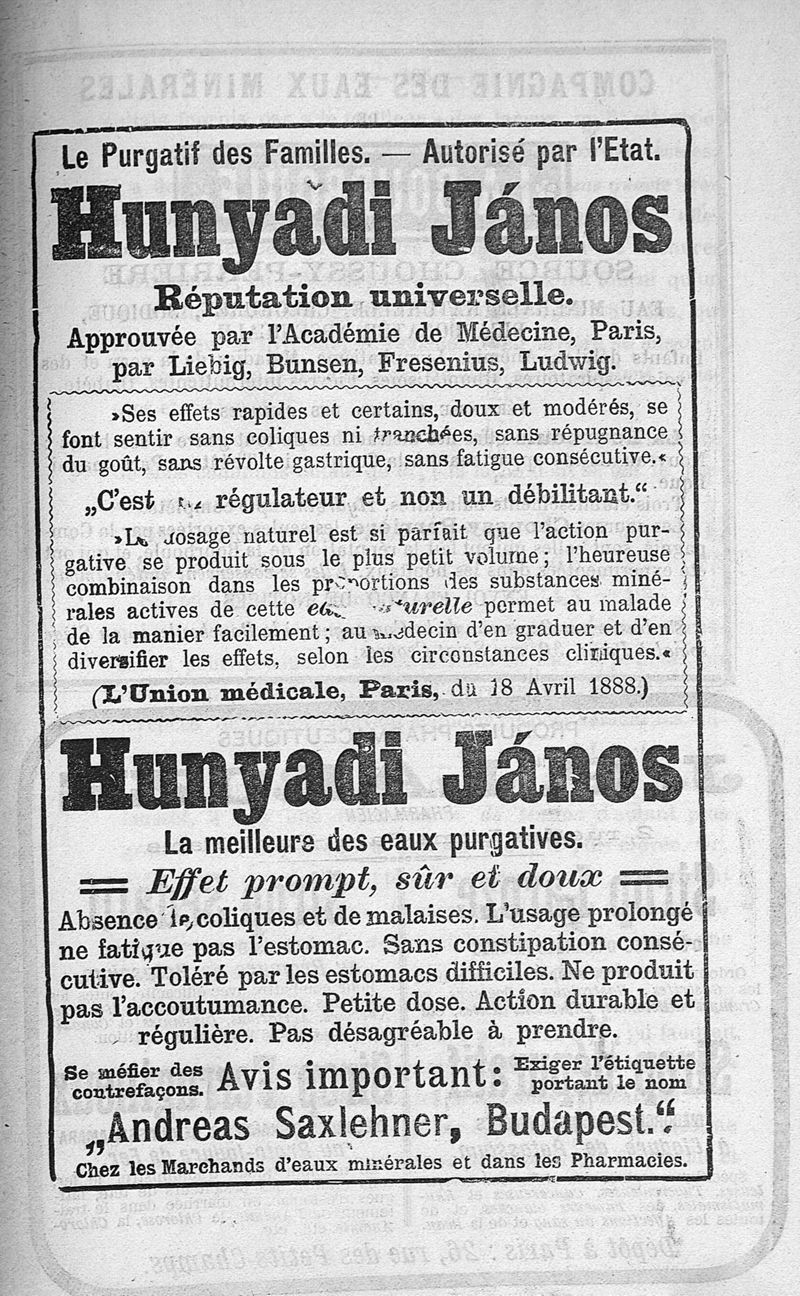 Le Purgatif des Familles. — Autorisé par l'Etat.
Hunyadi János
Réputation universelle.
Approuvée par l'Académie de Médecine, Paris,
par Liebig, Bunsen, Fresenius, Ludwig.
»Ses effets rapides et certains, doux et modérés, se
font sentir sans coliques ni tranchées, sans répugnance
du goût, sans révolte gastrique, sans fatigue consécutive.«
„C'est régulateur et non un débilitant.“
»Le dosage naturel est si parfait que l'action pur-
gative se produit sous le plus petit volume; l'heureuse
combinaison dans les proportions des substances miné-
rales actives de cette permet au malade
de la manier facilement; au médecin d'en graduer et d'en
diversifier les effets, selon les circonstances cliniques.«
(L'Union médicale, Paris, du 18 Avril 1888.)
Hunyadi János
La meilleure des eaux purgatives.
Effet prompt, sûr et doux
Absence de coliques et de malaises. L'usage prolongé
ne fatigue pas l'estomac. Sans constipation consé-
cutive. Toléré par les estomacs difficiles. Ne produit
pas l'accoutumance. Petite dose. Action durable et
régulière. Pas désagréable à prendre.
Se méfier des contrefaçons. Avis important: Exiger l'étiquette portant le nom
„Andreas Saxlehner, Budapest.“
Chez les Marchands d'eaux minérales et dans les Pharmacies.